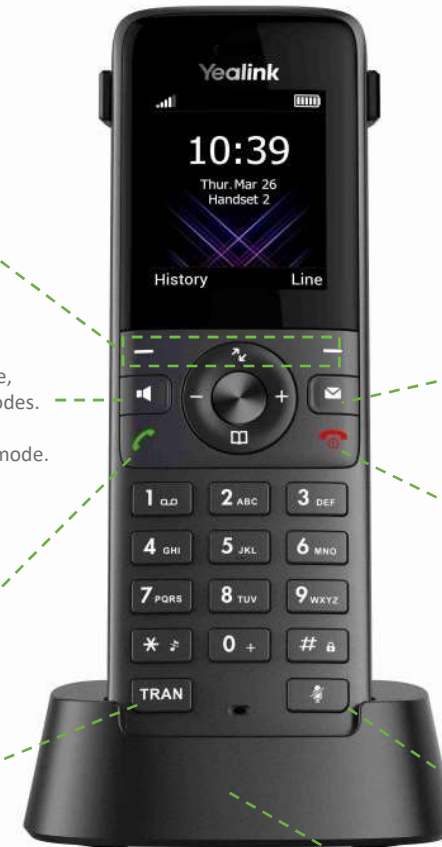 Yealink
10:39
Thur. Mar 26
Handset 2
History Line
e,
odes.
mode.
1
2 ABC
3 DEF
4 GHI
5 JKL
6 MNO
7 PQRS
8 TUV
9 WXYZ
*
0 +
#
TRAN